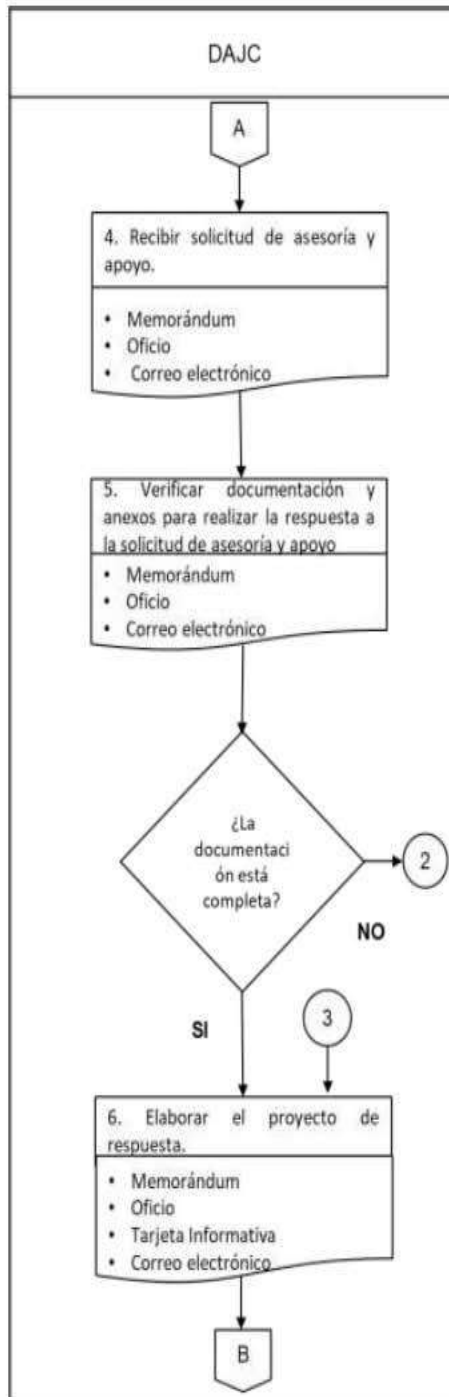 DAJC
A
4. Recibir solicitud de asesoría y
apoyo.
• Memorándum
• Oficio
• Correo electrónico
5. Verificar documentación y
anexos para realizar la respuesta a
la solicitud de asesoría y apoyo
• Memorándum
• Oficio
• Correo electrónico
¿La
documentaci
ón está
completa?
2
NO
SI
3
6. Elaborar el proyecto de
respuesta.
• Memorándum
• Oficio
• Tarjeta Informativa
• Correo electrónico
B